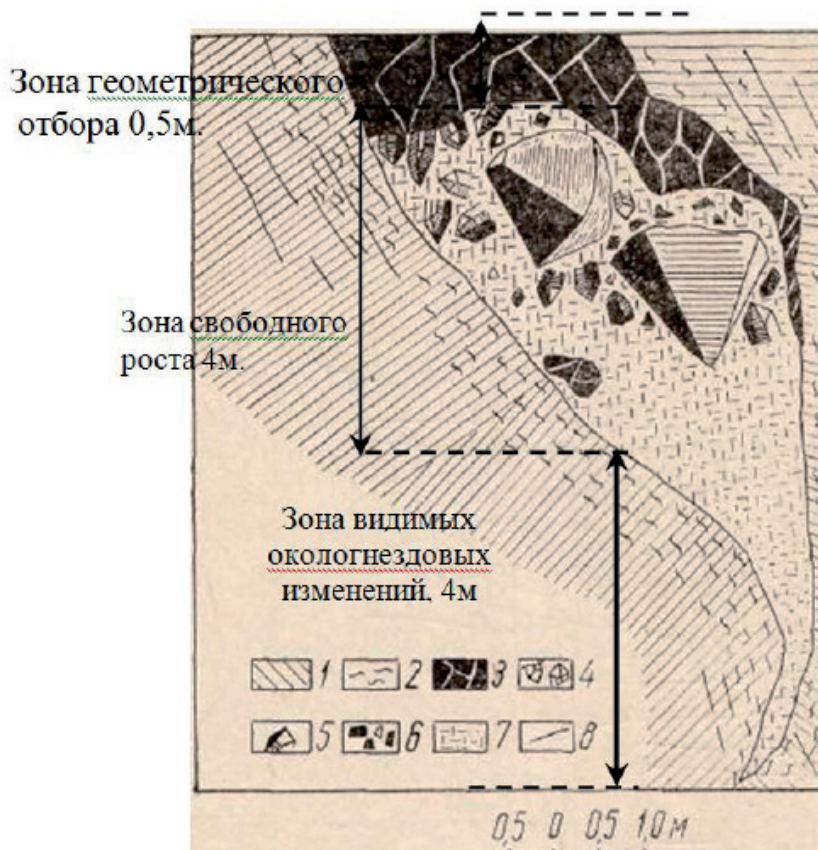 Зона геометрического
отбора 0,5м.
Зона свободного
роста 4м.
Зона видимых
окологнездовых
изменений, 4м
1 2 3 4
5 6 7 8
0,5 0 0,5 1,0 м